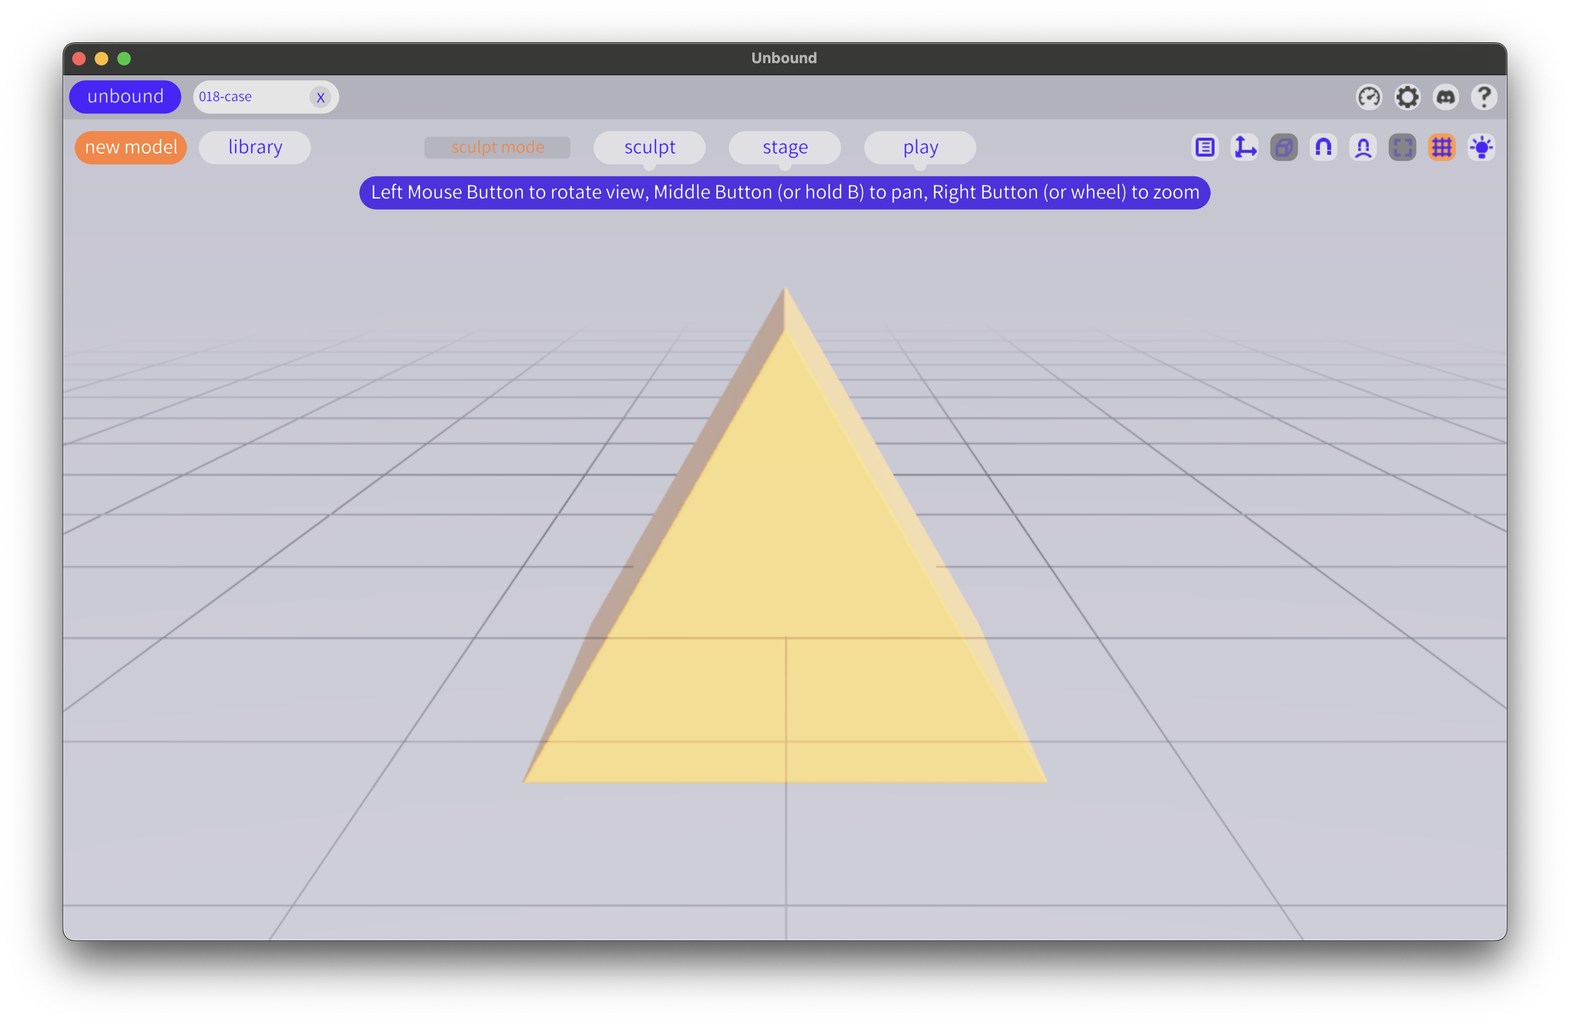 Unbound
unbound
018-case
X
new model
library
sculpt mode
sculpt
stage
play
Left Mouse Button to rotate view, Middle Button (or hold B) to pan, Right Button (or wheel) to zoom
?